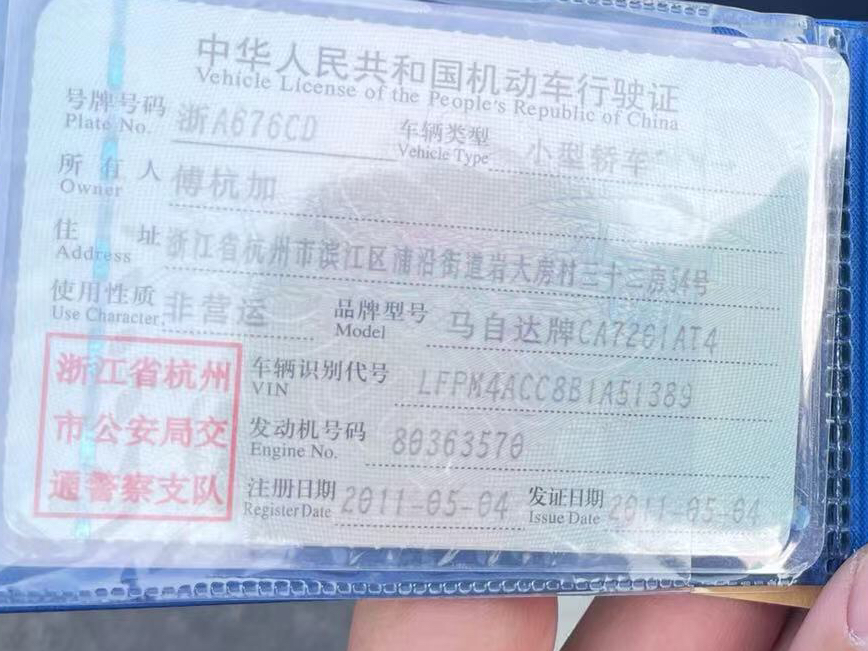 中华人民共和国机动车行驶证
Vehicle License of the People's Republic of China
号牌号码 浙A676CD 车辆类型 小型轿车
Plate No. Vehicle Type
所有人 傅杭加
Owner
住址 浙江省杭州市滨江区浦沿街道岩大房村三十二房54号
Address
使用性质 非营运 品牌型号 马自达牌CA7201AT4
Use Character Model
浙江省杭州
市公安局交
通警察支队
车辆识别代号 LFPM4ACC8B1A51389
VIN
发动机号码 80363570
Engine No.
注册日期 2011-05-04 发证日期 2011-05-04
Register Date Issue Date